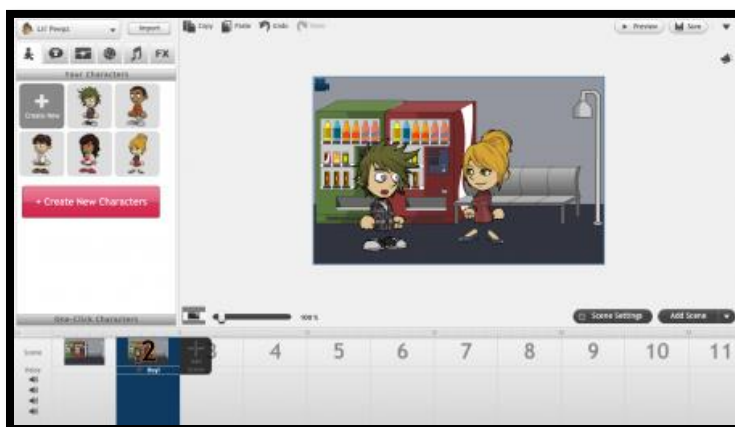 Lil' Peepz
Import
Copy
Paste
Undo
Preview
Save
FX
Your Characters
Create New
+ Create New Characters
One-Click Characters
100 %
Scene Settings
Add Scene
Scene
2
3
4
5
6
7
8
9
10
11